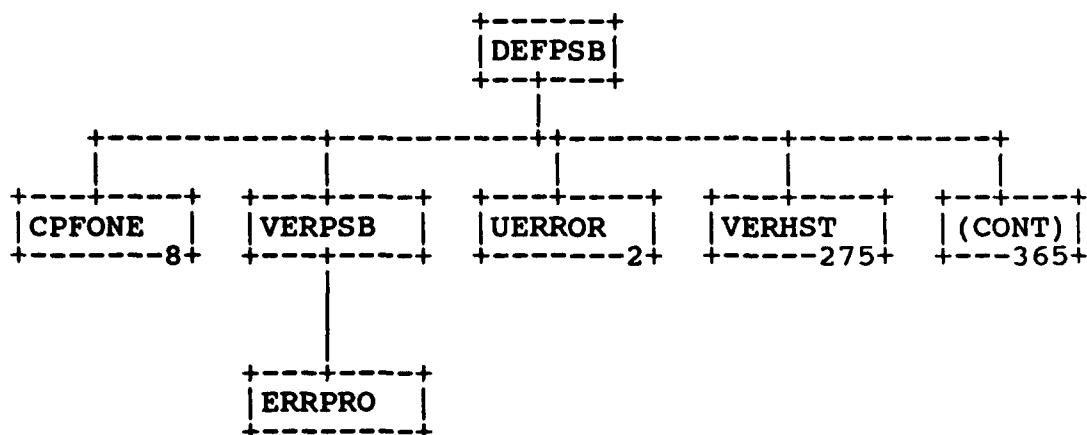 DEFPSB
CPFONE VERPSB UERROR VERHST (CONT)
8 2 275 365
ERRPRO